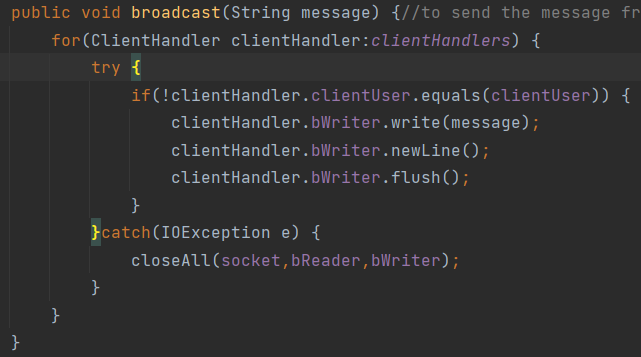 public void broadcast(String message) {//to send the message fr
for(ClientHandler clientHandler:clientHandlers) {
try {
if(!clientHandler.clientUser.equals(clientUser)) {
clientHandler.bWriter.write(message);
clientHandler.bWriter.newLine();
clientHandler.bWriter.flush();
}
}catch(IOException e) {
closeAll(socket,bReader,bWriter);
}
}
}